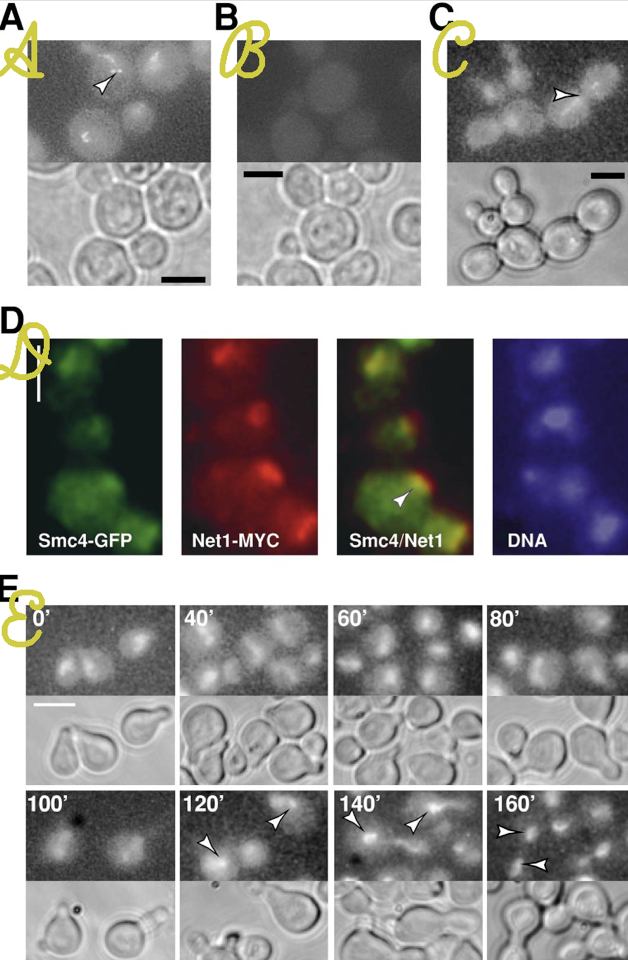 A
B
C
A
B
C
D
D
Smc4-GFP
Net1-MYC
Smc4/Net1
DNA
E
E
0'
40'
60'
80'
100'
120'
140'
160'